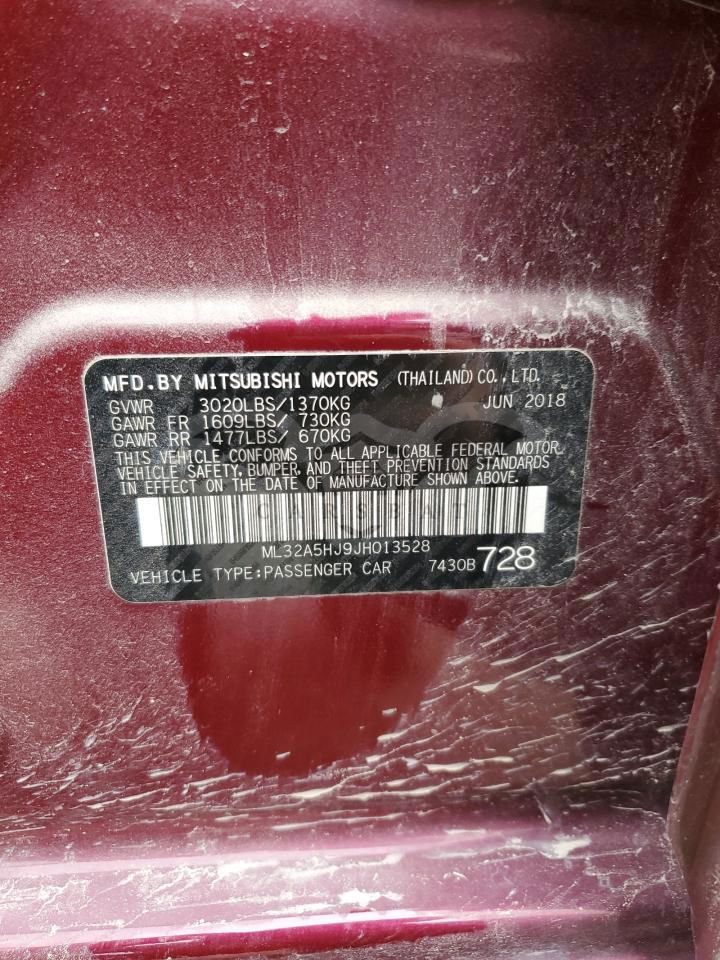 MFD.BY MITSUBISHI MOTORS (THAILAND) CO., LTD.
GVWR 3020LBS/1370KG JUN 2018
GAWR FR 1609LBS/ 730KG
GAWR RR 1477LBS/ 670KG
THIS VEHICLE CONFORMS TO ALL APPLICABLE FEDERAL MOTOR
VEHICLE SAFETY, BUMPER, AND THEFT PREVENTION STANDARDS
IN EFFECT ON THE DATE OF MANUFACTURE SHOWN ABOVE.
CARSPAD
ML32A5HJ9JH013528
VEHICLE TYPE:PASSENGER CAR 7430B 728